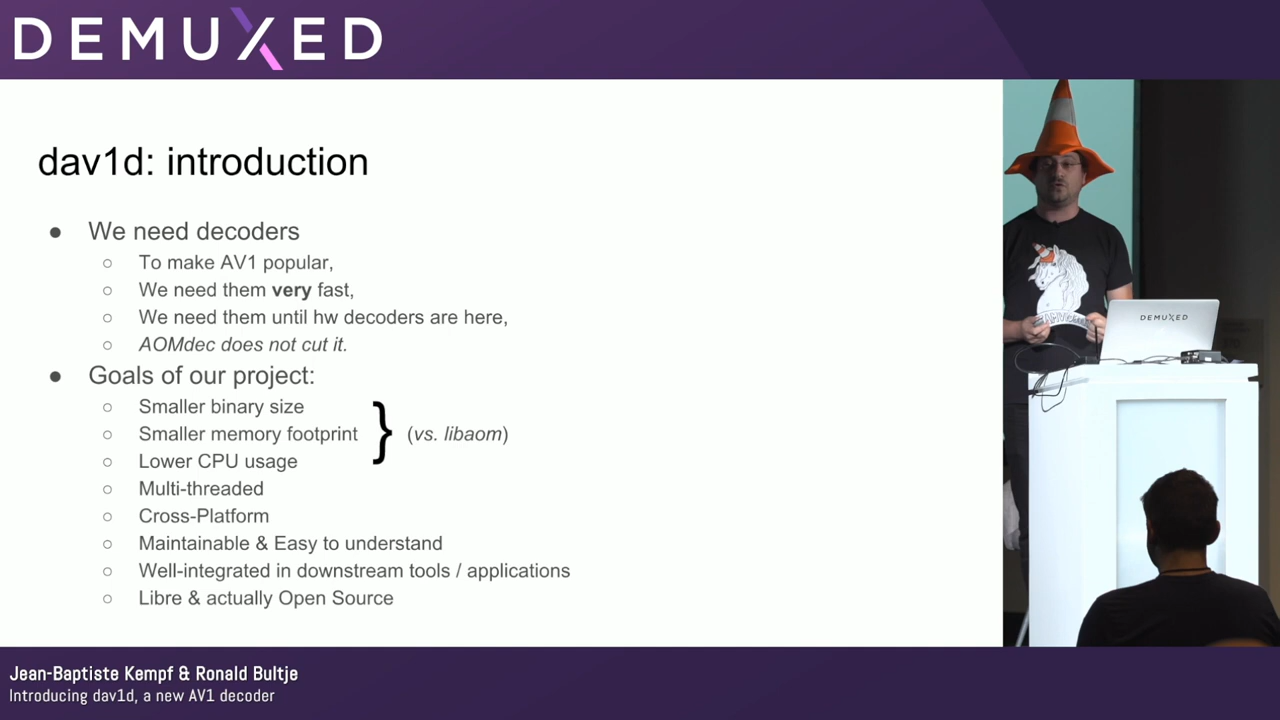 DEMUXED
dav1d: introduction
● We need decoders
○ To make AV1 popular,
○ We need them very fast,
○ We need them until hw decoders are here,
○ AOMdec does not cut it.
● Goals of our project:
○ Smaller binary size
○ Smaller memory footprint } (vs. libaom)
○ Lower CPU usage
○ Multi-threaded
○ Cross-Platform
○ Maintainable & Easy to understand
○ Well-integrated in downstream tools / applications
○ Libre & actually Open Source
DEMUXED
Jean-Baptiste Kempf & Ronald Bultje
Introducing dav1d, a new AV1 decoder